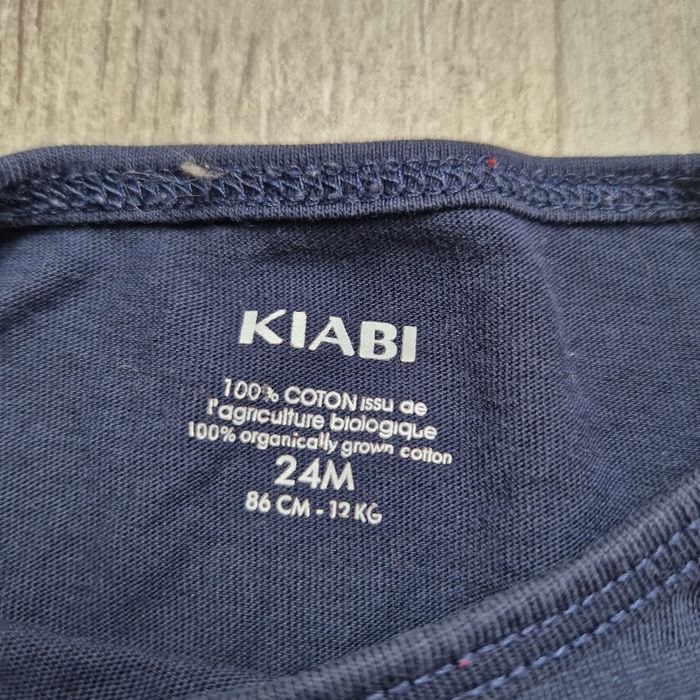 KIABI
100% COTON issu de
l'agriculture biologique
100% organically grown cotton
24M
86 CM - 12 KG